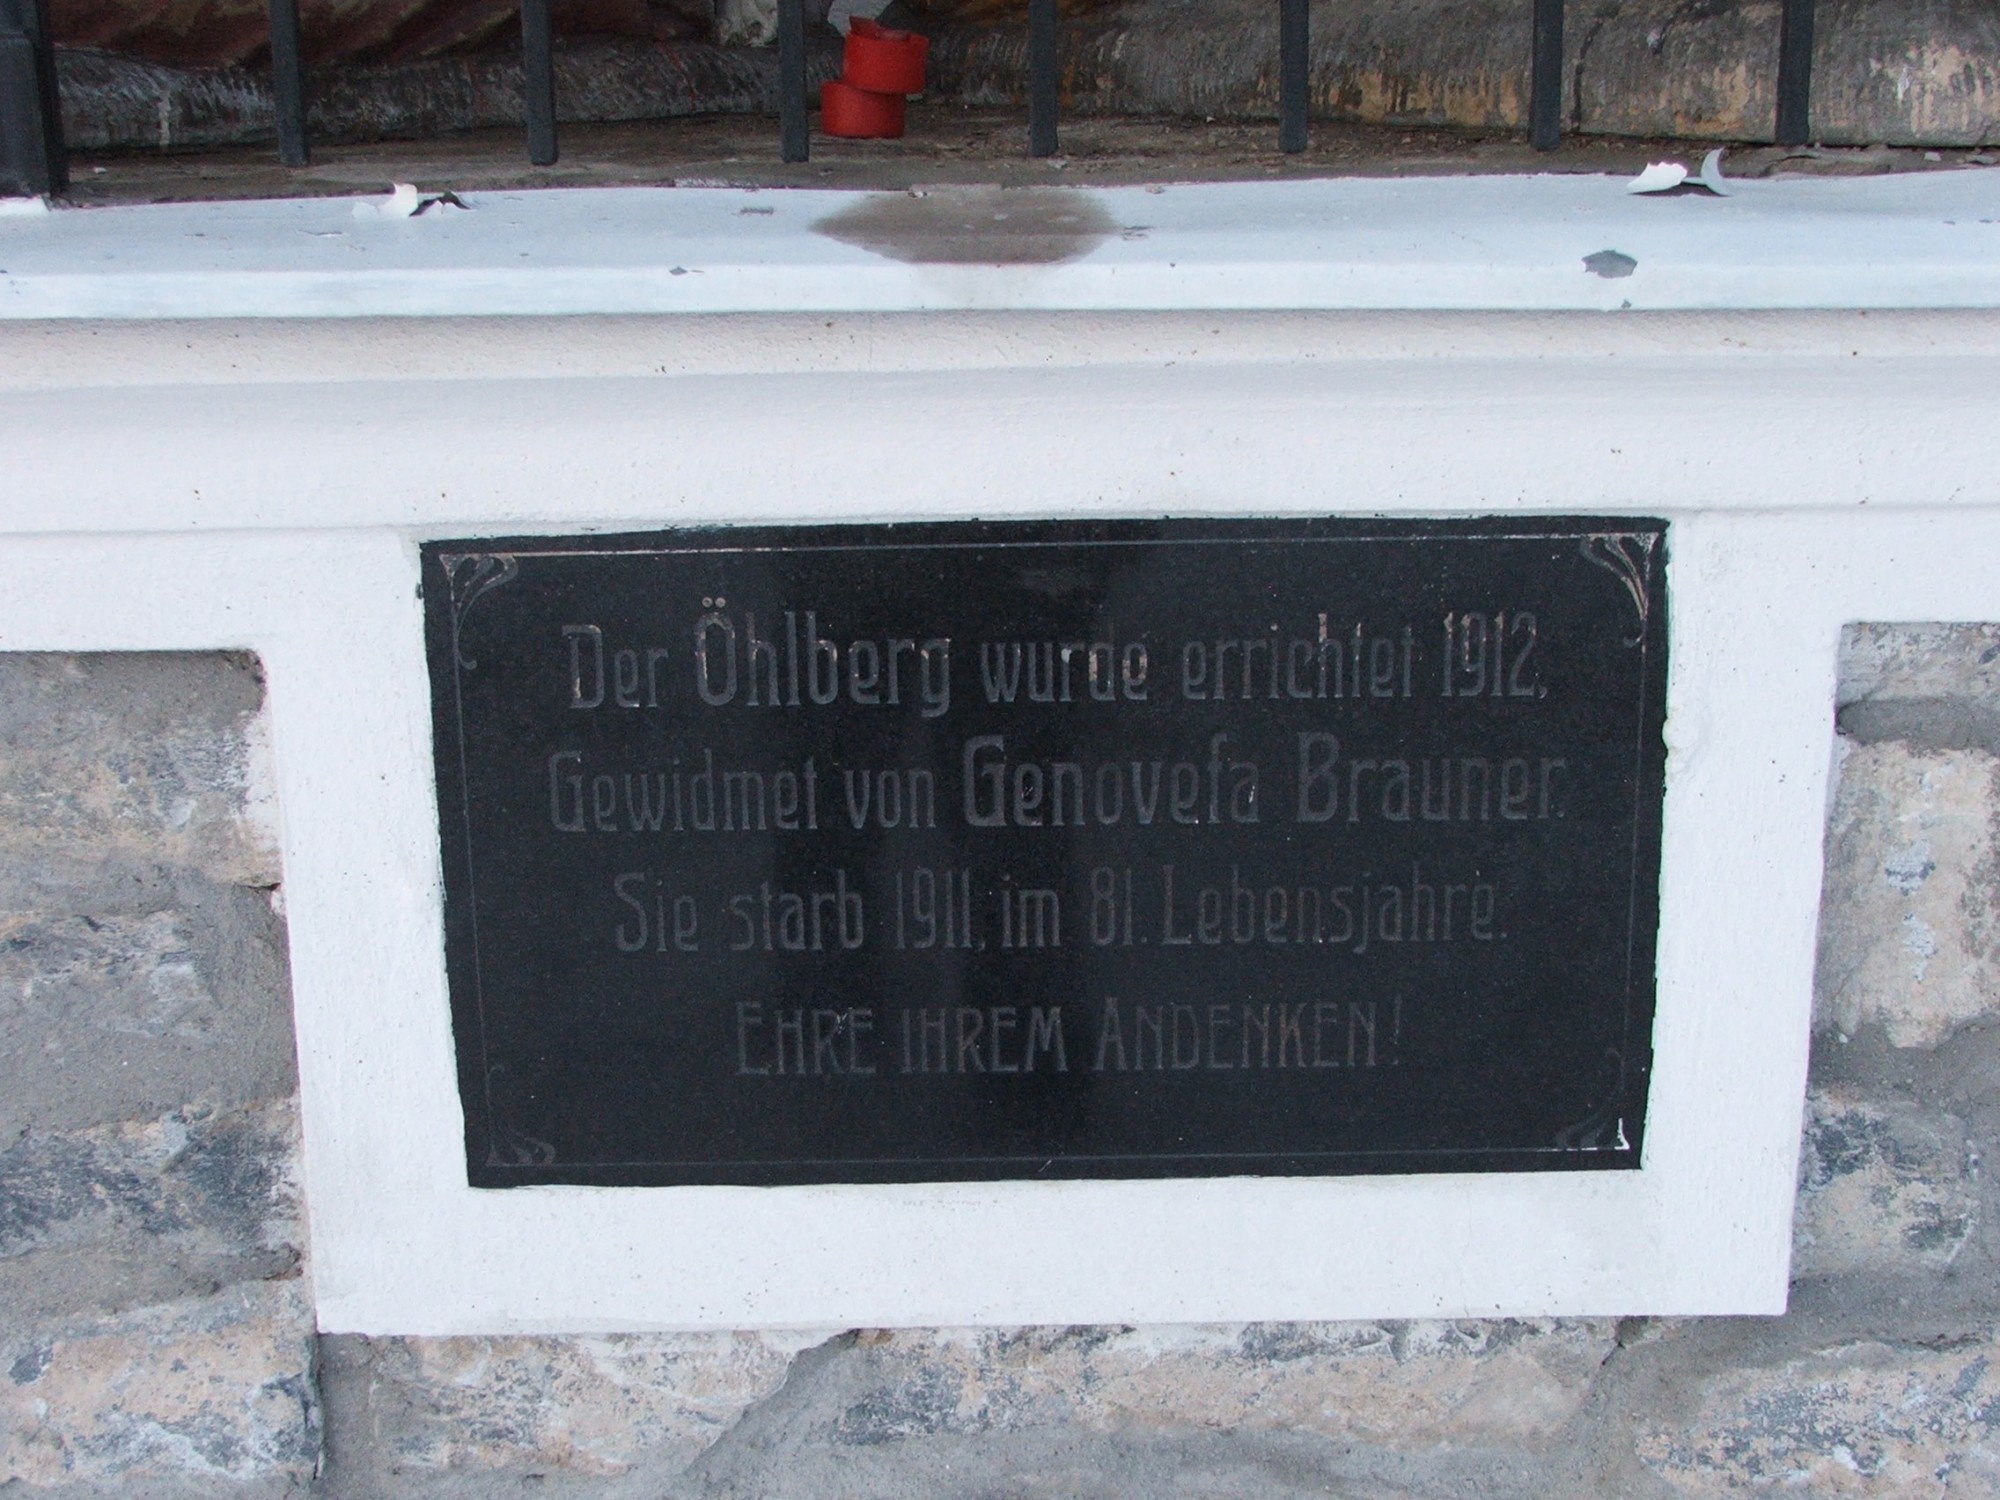 Der Öhlberg wurde errichtet 1912,
Gewidmet von Genovefa Brauner.
Sie starb 1911, im 81. Lebensjahre.
EHRE IHREM ANDENKEN!